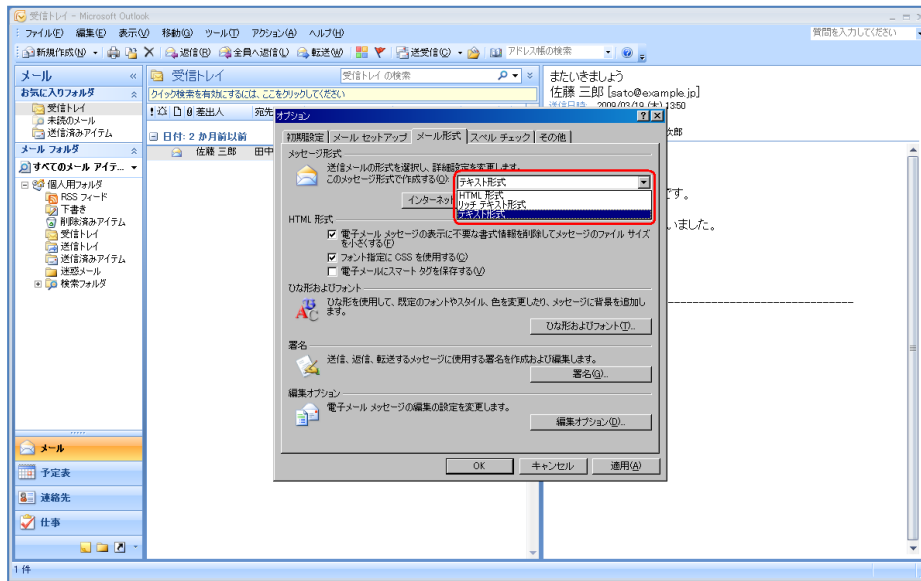 受信トレイ - Microsoft Outlook
ファイル(F) 編集(E) 表示(V) 移動(G) ツール(T) アクション(A) ヘルプ(H)
質問を入力してください
新規作成(N) 返信(R) 全員へ返信(L) 転送(W) 送受信(C) アドレス帳の検索
メール
お気に入りフォルダ
受信トレイ
未読のメール
送信済みアイテム
メール フォルダ
すべてのメール アイテ...
個人用フォルダ
RSS フィード
下書き
削除済みアイテム
受信トレイ
送信トレイ
送信済みアイテム
迷惑メール
検索フォルダ
メール
予定表
連絡先
仕事
1 件
受信トレイ
受信トレイ の検索
クイック検索を有効にするには、ここをクリックしてください
差出人 宛先
日付: 2 か月前以前
佐藤 三郎 田中
またいきましょう
佐藤 三郎 [sato@example.jp]
送信日時: 2009/03/19 (木) 13:50
次郎
です。
いました。
オプション
初期設定 メール セットアップ メール形式 スペル チェック その他
メッセージ形式
送信メールの形式を選択し、詳細設定を変更します。
このメッセージ形式で作成する(O): テキスト形式
HTML 形式
リッチ テキスト形式
テキスト形式
インターネット
HTML 形式
電子メール メッセージの表示に不要な書式情報を削除してメッセージのファイル サイズ
を小さくする(F)
フォント指定に CSS を使用する(C)
電子メールにスマート タグを保存する(V)
ひな形およびフォント
ひな形を使用して、既定のフォントやスタイル、色を変更したり、メッセージに背景を追加し
ます。
ひな形およびフォント(T)...
署名
送信、返信、転送するメッセージに使用する署名を作成および編集します。
署名(G)...
編集オプション
電子メール メッセージの編集の設定を変更します。
編集オプション(D)...
OK キャンセル 適用(A)